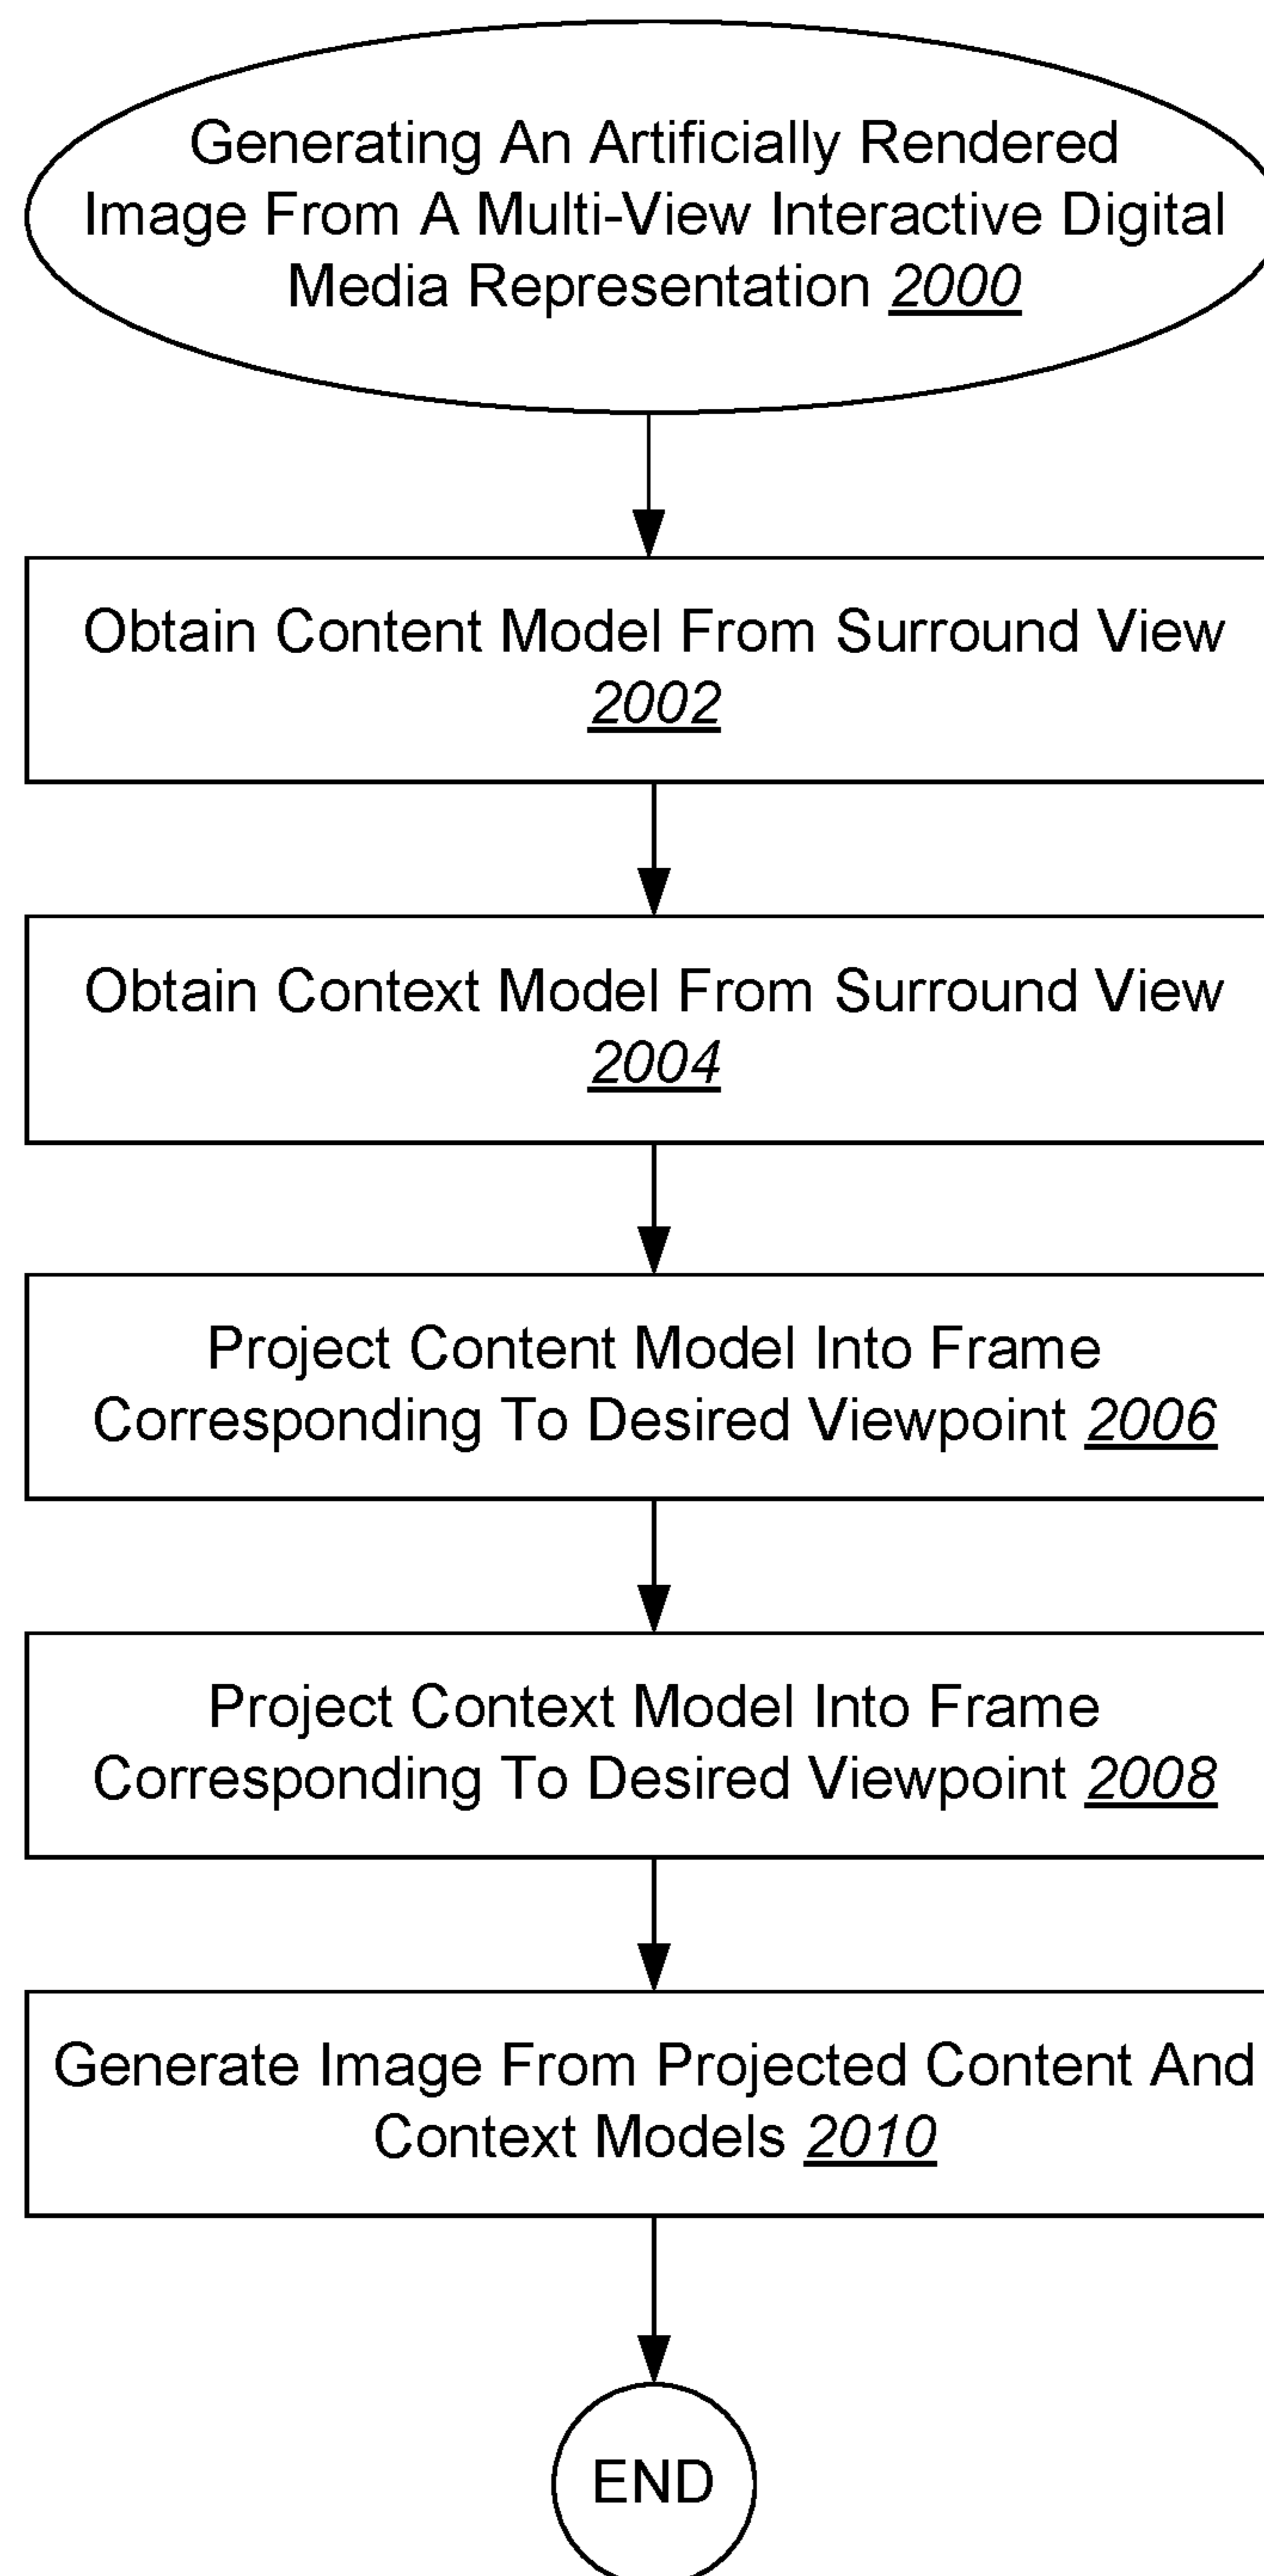 Generating An Artificially Rendered
Image From A Multi-View Interactive Digital
Media Representation 2000
Obtain Content Model From Surround View
2002
Obtain Context Model From Surround View
2004
Project Content Model Into Frame
Corresponding To Desired Viewpoint 2006
Project Context Model Into Frame
Corresponding To Desired Viewpoint 2008
Generate Image From Projected Content And
Context Models 2010
END